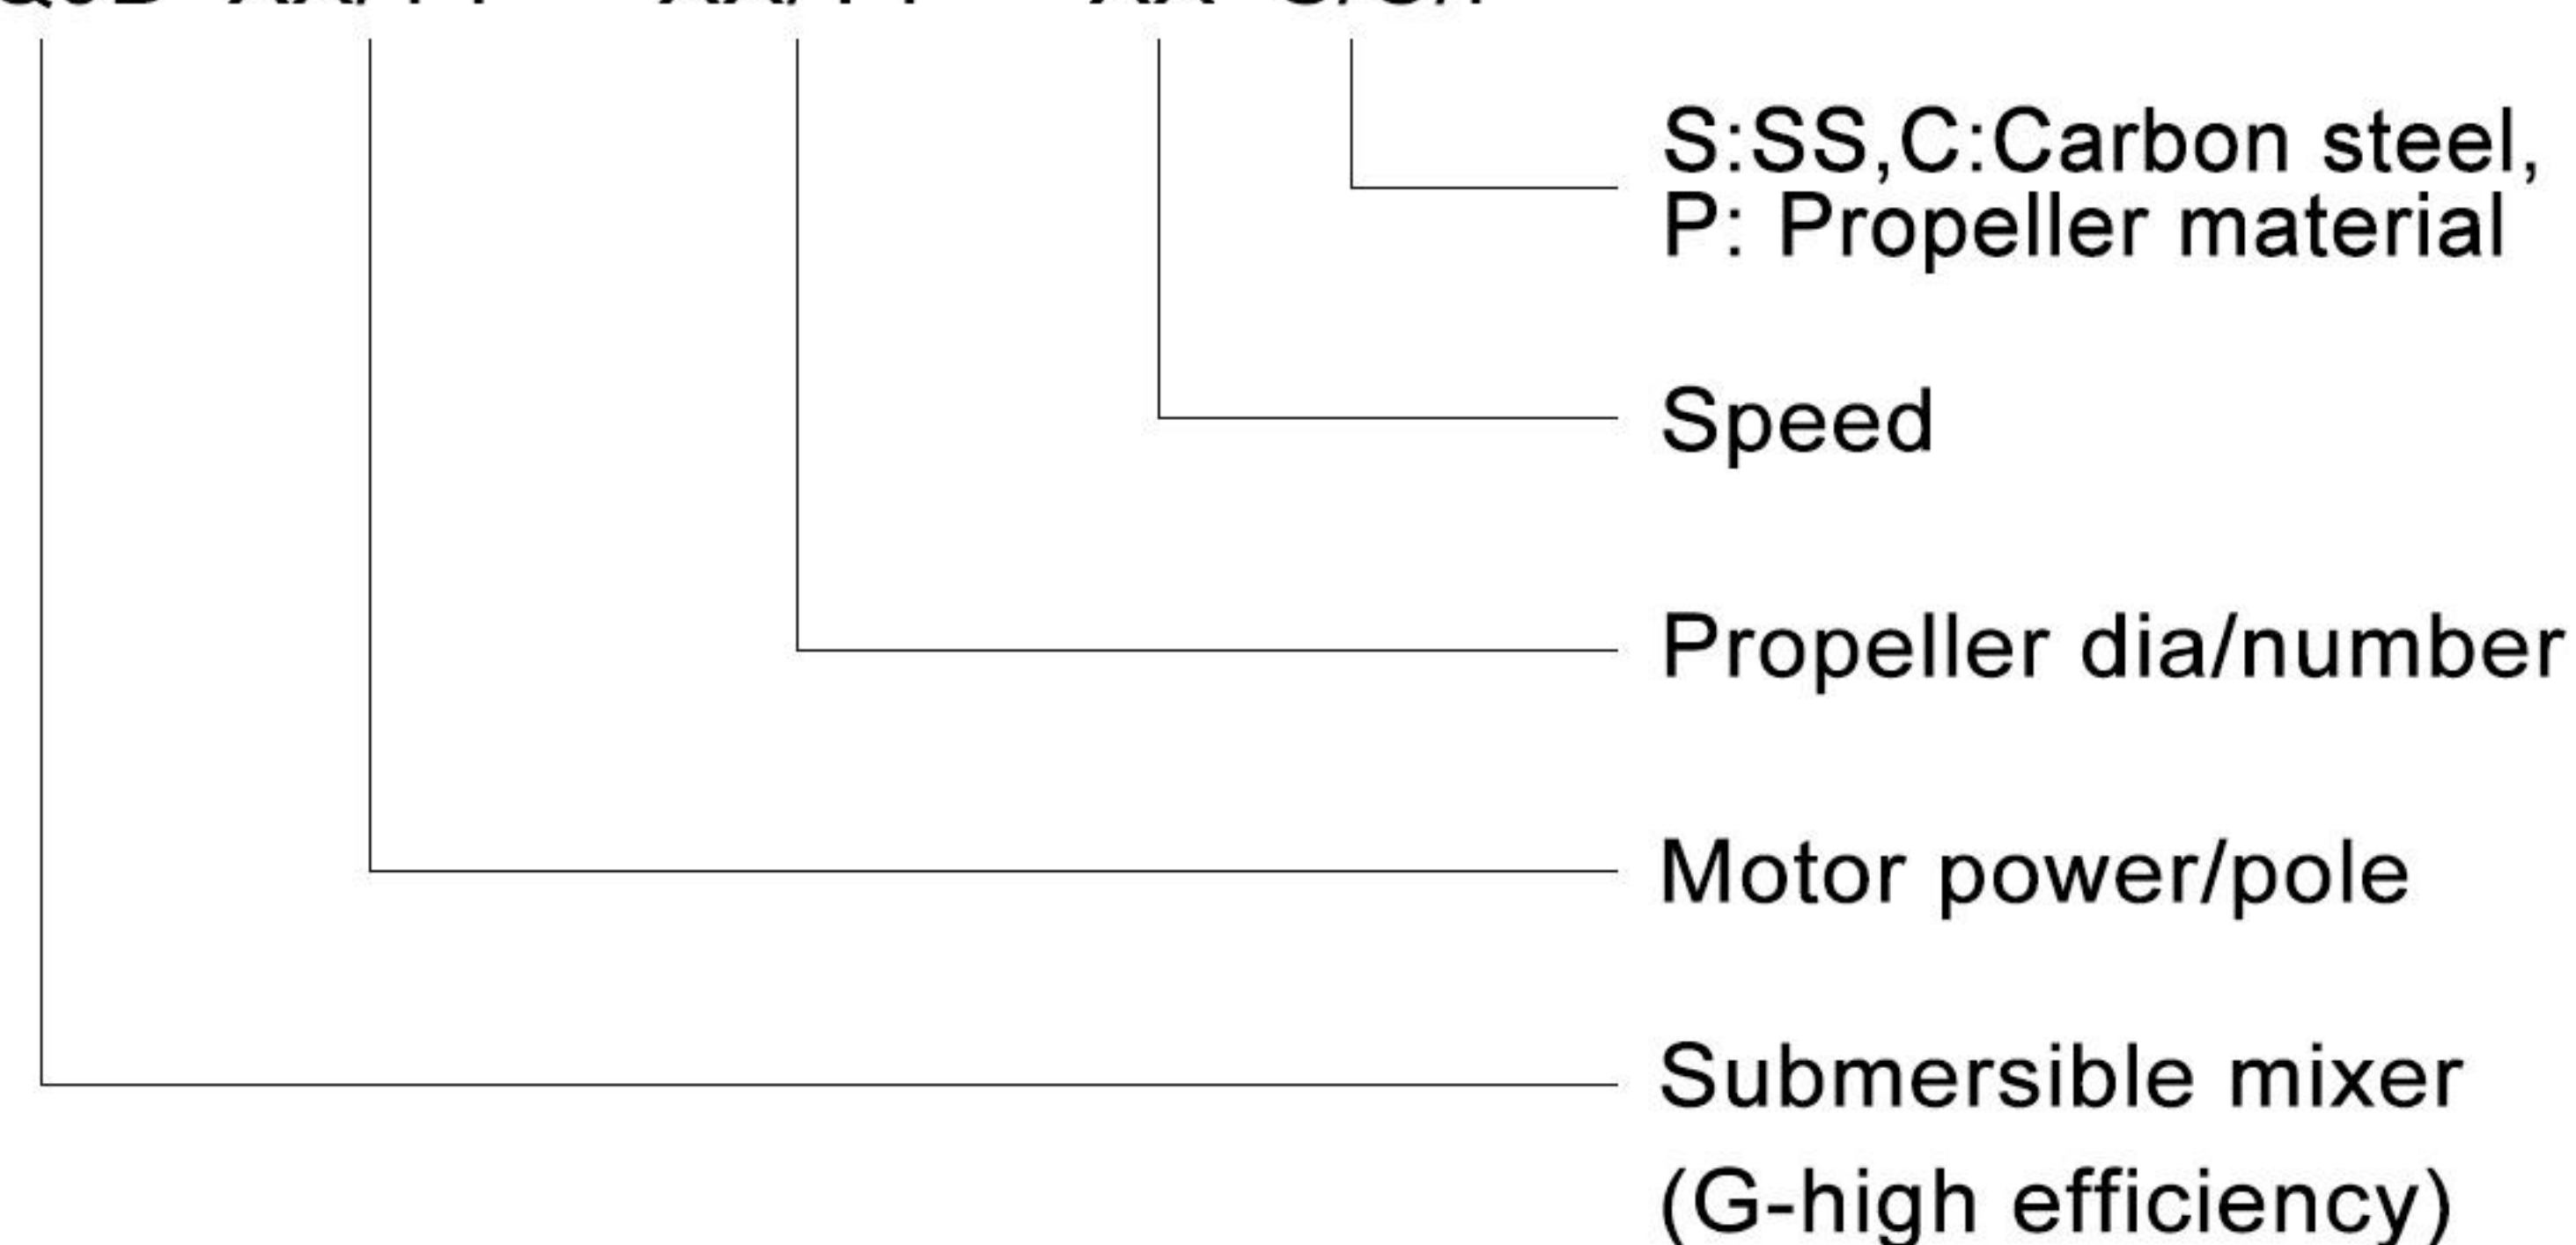 S:SS,C:Carbon steel,
P: Propeller material
Speed
Propeller dia/number
Motor power/pole
Submersible mixer
(G-high efficiency)